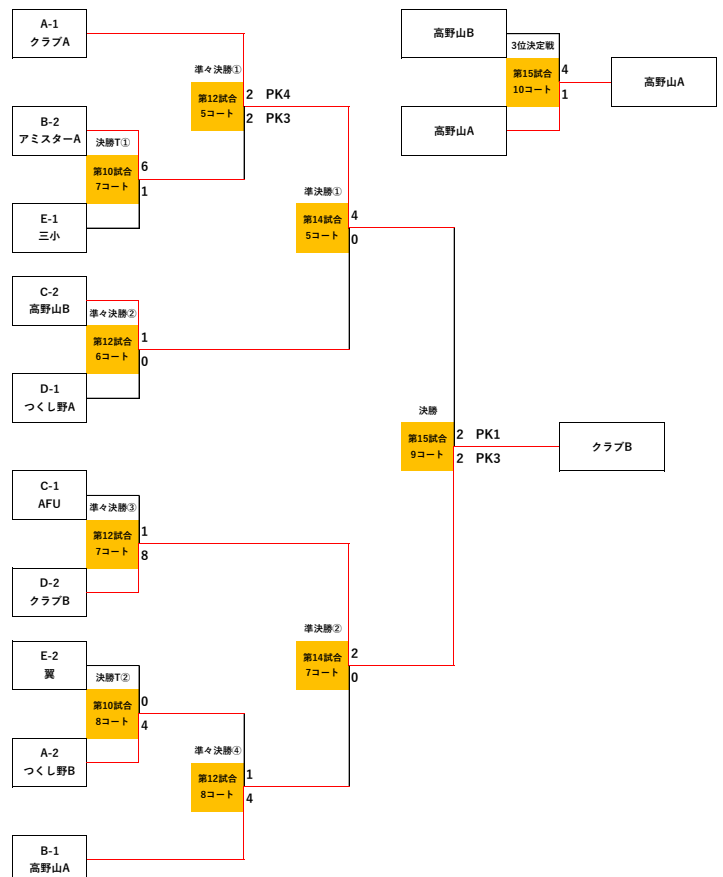 A-1
クラブA
準々決勝①
第12試合
5コート
2 PK4
2 PK3
B-2
アミスターA
決勝T①
第10試合
7コート
6
1
E-1
三小
準決勝①
第14試合
5コート
4
0
C-2
高野山B
準々決勝②
第12試合
6コート
1
0
D-1
つくし野A
決勝
第15試合
9コート
2 PK1
2 PK3
クラブB
C-1
AFU
準々決勝③
第12試合
7コート
1
8
D-2
クラブB
準決勝②
第14試合
7コート
2
0
E-2
翼
決勝T②
第10試合
8コート
0
4
A-2
つくし野B
準々決勝④
第12試合
8コート
1
4
B-1
高野山A
高野山B
3位決定戦
第15試合
10コート
4
1
高野山A
高野山A